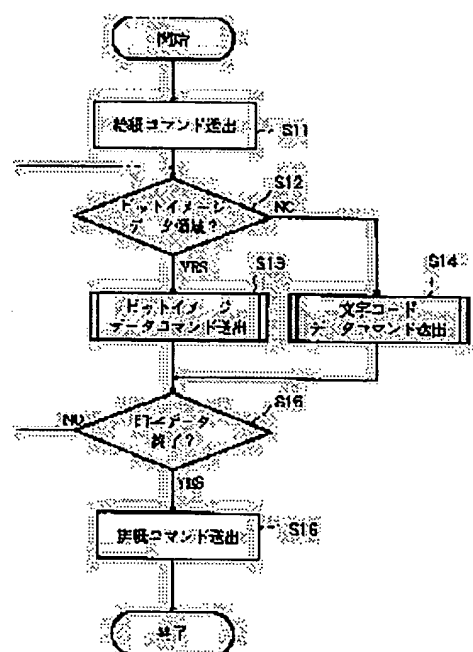 開始
給紙コマンド送出
S11
S12
ドットイメージ
データ領域？
NO
YES
S13
S14
ドットイメージ
データコマンド送出
文字コード
データコマンド送出
S15
NO
データ
終了？
YES
排紙コマンド送出
S16
終了